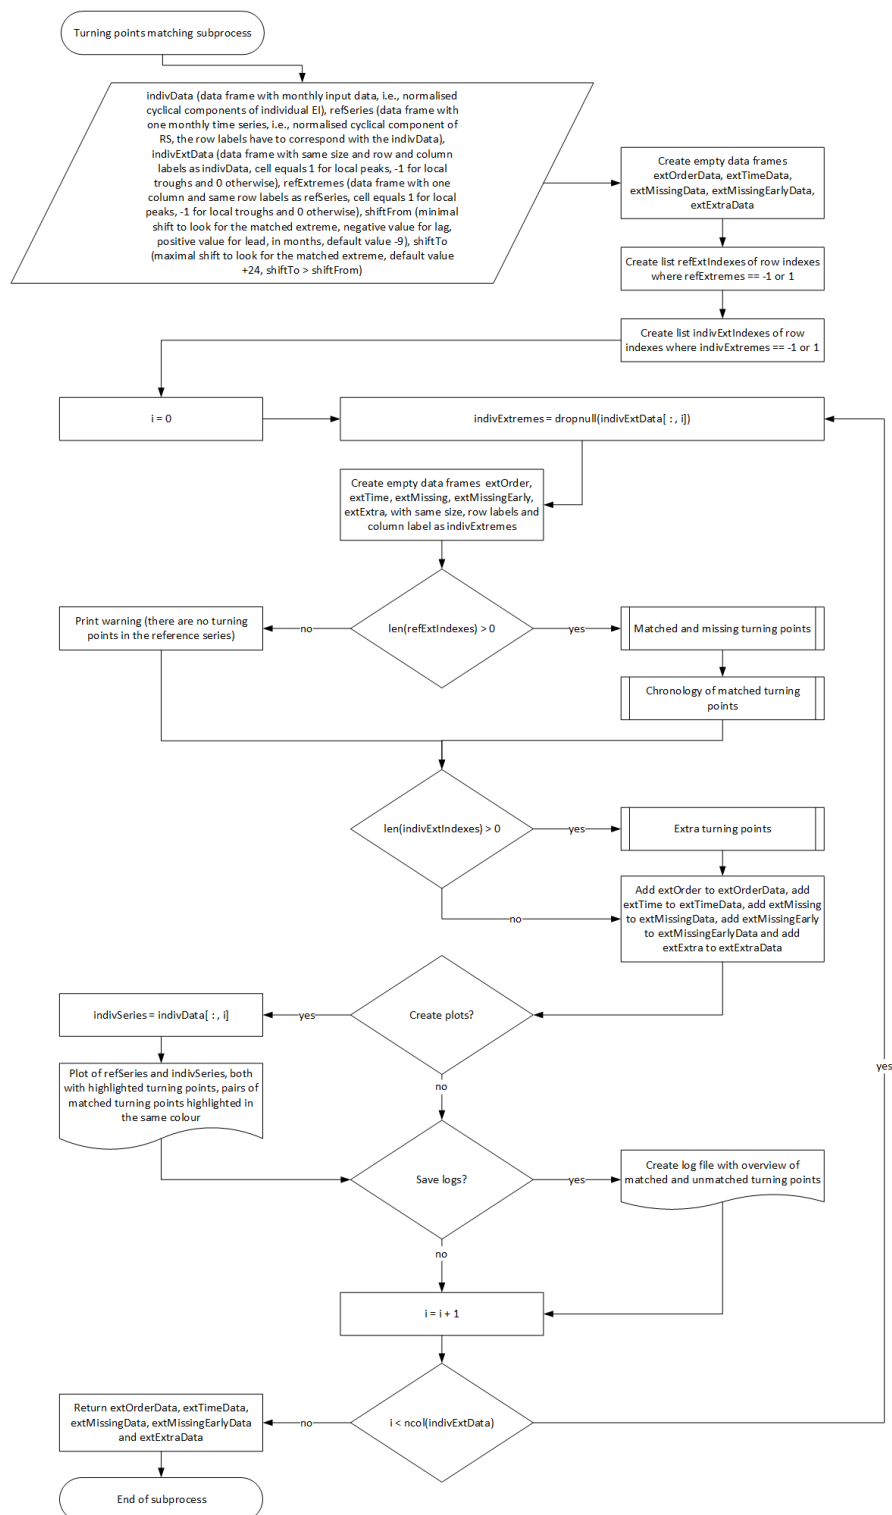 Turning points matching subprocess
indivData (data frame with monthly input data, i.e., normalised
cyclical components of individual EI), refSeries (data frame with
one monthly time series, i.e., normalised cyclical component of
RS, the row labels have to correspond with the indivData),
indivExtData (data frame with same size and row and column
labels as indivData, cell equals 1 for local peaks, -1 for local
troughs and 0 otherwise), refExtremes (data frame with one
column and same row labels as refSeries, cell equals 1 for local
peaks, -1 for local troughs and 0 otherwise), shiftFrom (minimal
shift to look for the matched extreme, negative value for lag,
positive value for lead, in months, default value -9), shiftTo
(maximal shift to look for the matched extreme, default value
+24, shiftTo > shiftFrom)
Create empty data frames
extOrderData, extTimeData,
extMissingData, extMissingEarlyData,
extExtraData
Create list refExtIndexes of row indexes
where refExtremes == -1 or 1
Create list indivExtIndexes of row
indexes where indivExtremes == -1 or 1
i = 0
indivExtremes = dropnull(indivExtData[ : , i])
Create empty data frames extOrder,
extTime, extMissing, extMissingEarly,
extExtra, with same size, row labels and
column label as indivExtremes
len(refExtIndexes) > 0
no
Print warning (there are no turning
points in the reference series)
yes
Matched and missing turning points
Chronology of matched turning
points
len(indivExtIndexes) > 0
yes
Extra turning points
no
Add extOrder to extOrderData, add
extTime to extTimeData, add extMissing
to extMissingData, add extMissingEarly
to extMissingEarlyData and add
extExtra to extExtraData
Create plots?
yes
indivSeries = indivData[ : , i]
Plot of refSeries and indivSeries, both
with highlighted turning points, pairs of
matched turning points highlighted in
the same colour
no
Save logs?
yes
Create log file with overview of
matched and unmatched turning points
no
i = i + 1
i < ncol(indivExtData)
yes
no
Return extOrderData, extTimeData,
extMissingData, extMissingEarlyData
and extExtraData
End of subprocess